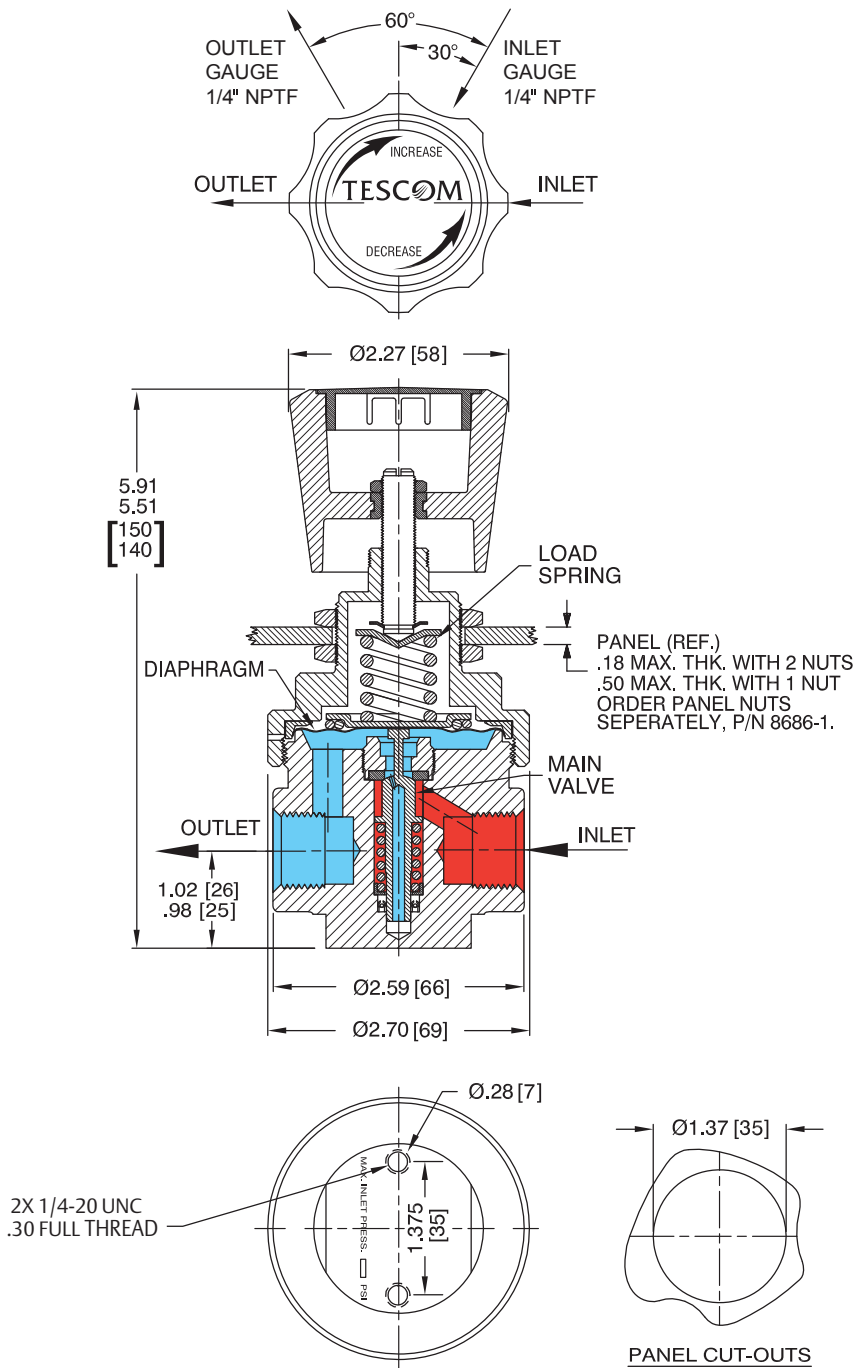 60°
30°
OUTLET
GAUGE
1/4" NPTF
INLET
GAUGE
1/4" NPTF
INCREASE
TESCOM
DECREASE
OUTLET
INLET
Ø2.27 [58]
5.91
5.51
[150
140]
LOAD
SPRING
PANEL (REF.)
.18 MAX. THK. WITH 2 NUTS
.50 MAX. THK. WITH 1 NUT
ORDER PANEL NUTS
SEPERATELY, P/N 8686-1.
DIAPHRAGM
MAIN
VALVE
OUTLET
INLET
1.02 [26]
.98 [25]
Ø2.59 [66]
Ø2.70 [69]
Ø.28 [7]
2X 1/4-20 UNC
.30 FULL THREAD
MAX. INLET PRESS. PSI
1.375
[35]
Ø1.37 [35]
PANEL CUT-OUTS